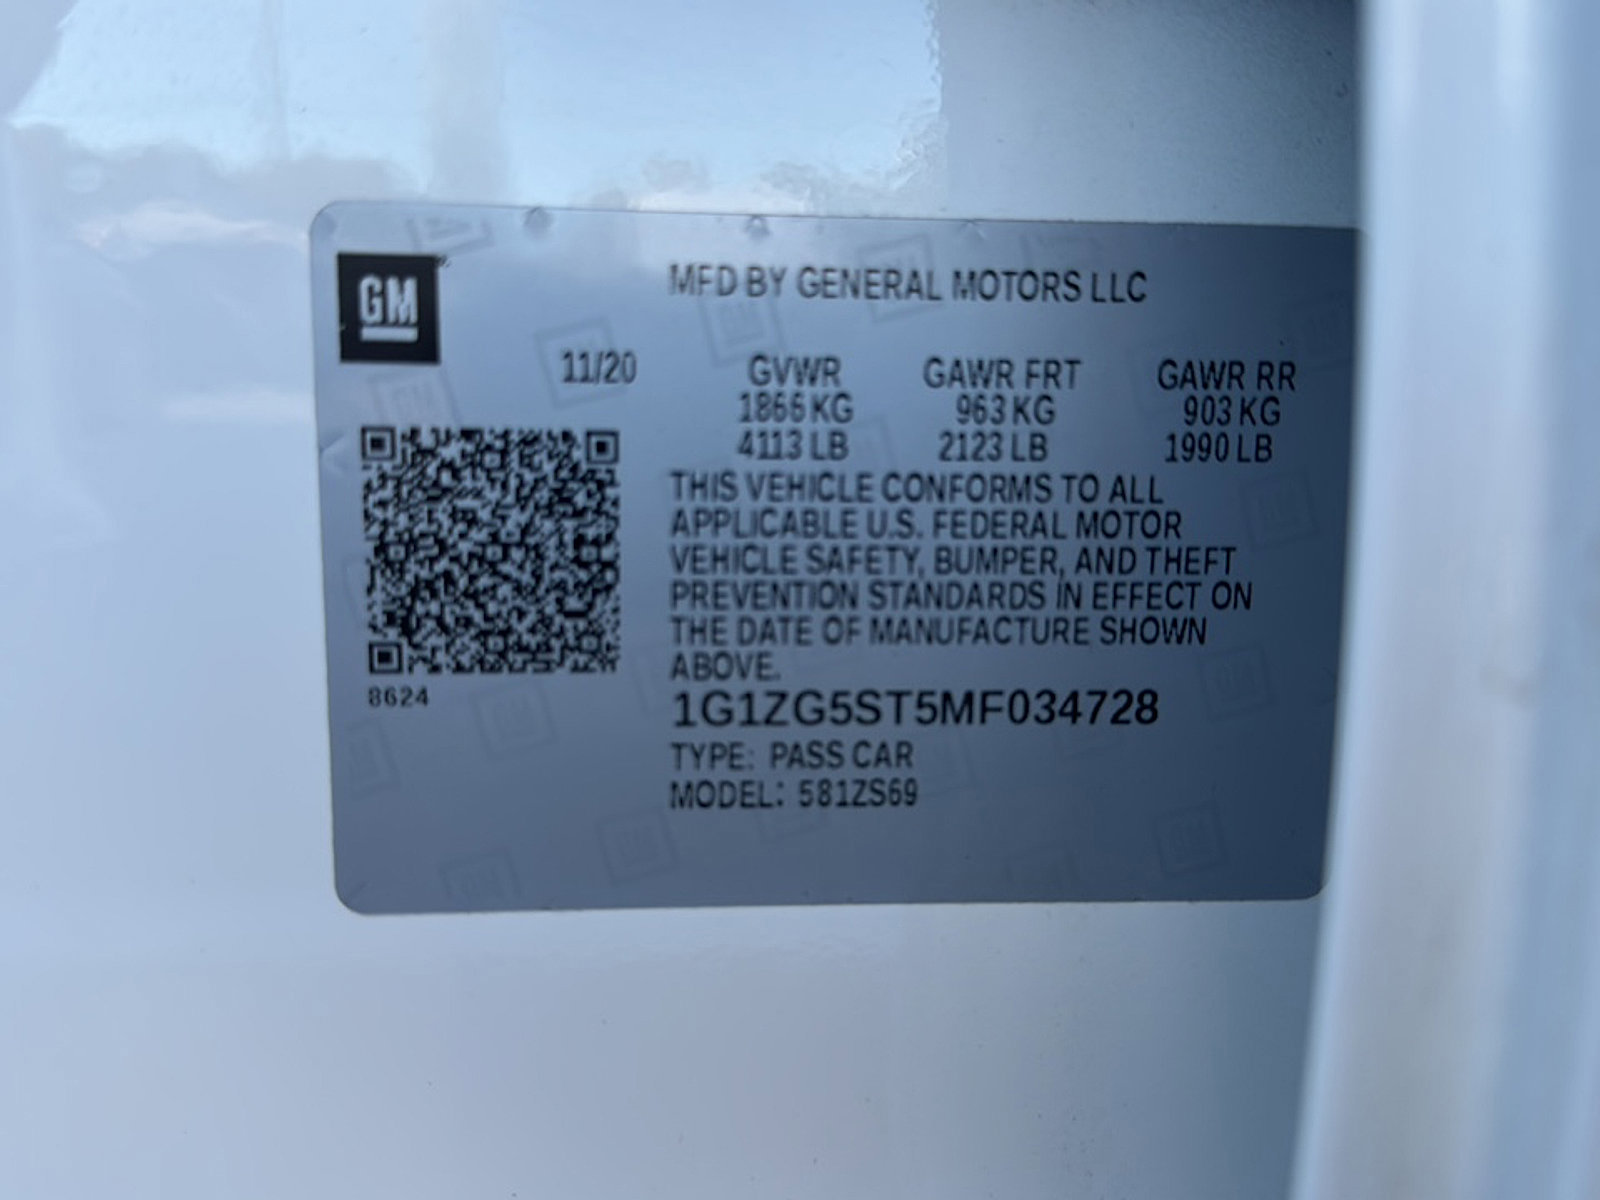 GM
MFD BY GENERAL MOTORS LLC
11/20 GVWR GAWR FRT GAWR RR
1866 KG 963 KG 903 KG
4113 LB 2123 LB 1990 LB
THIS VEHICLE CONFORMS TO ALL
APPLICABLE U.S. FEDERAL MOTOR
VEHICLE SAFETY, BUMPER, AND THEFT
PREVENTION STANDARDS IN EFFECT ON
THE DATE OF MANUFACTURE SHOWN
ABOVE.
8624
1G1ZG5ST5MF034728
TYPE: PASS CAR
MODEL: 581ZS69